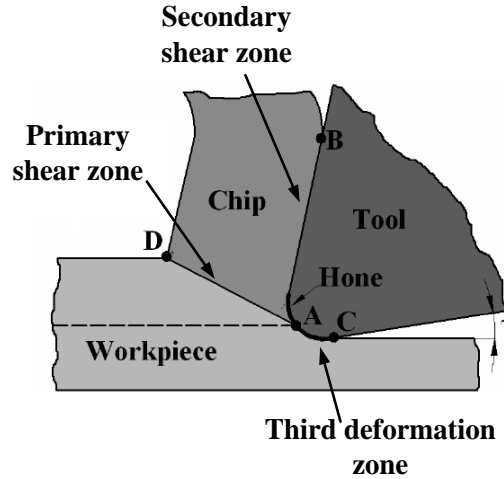 Secondary
shear zone
Primary
shear zone
B
Chip
Tool
D
Hone
A
C
Workpiece
Third deformation
zone